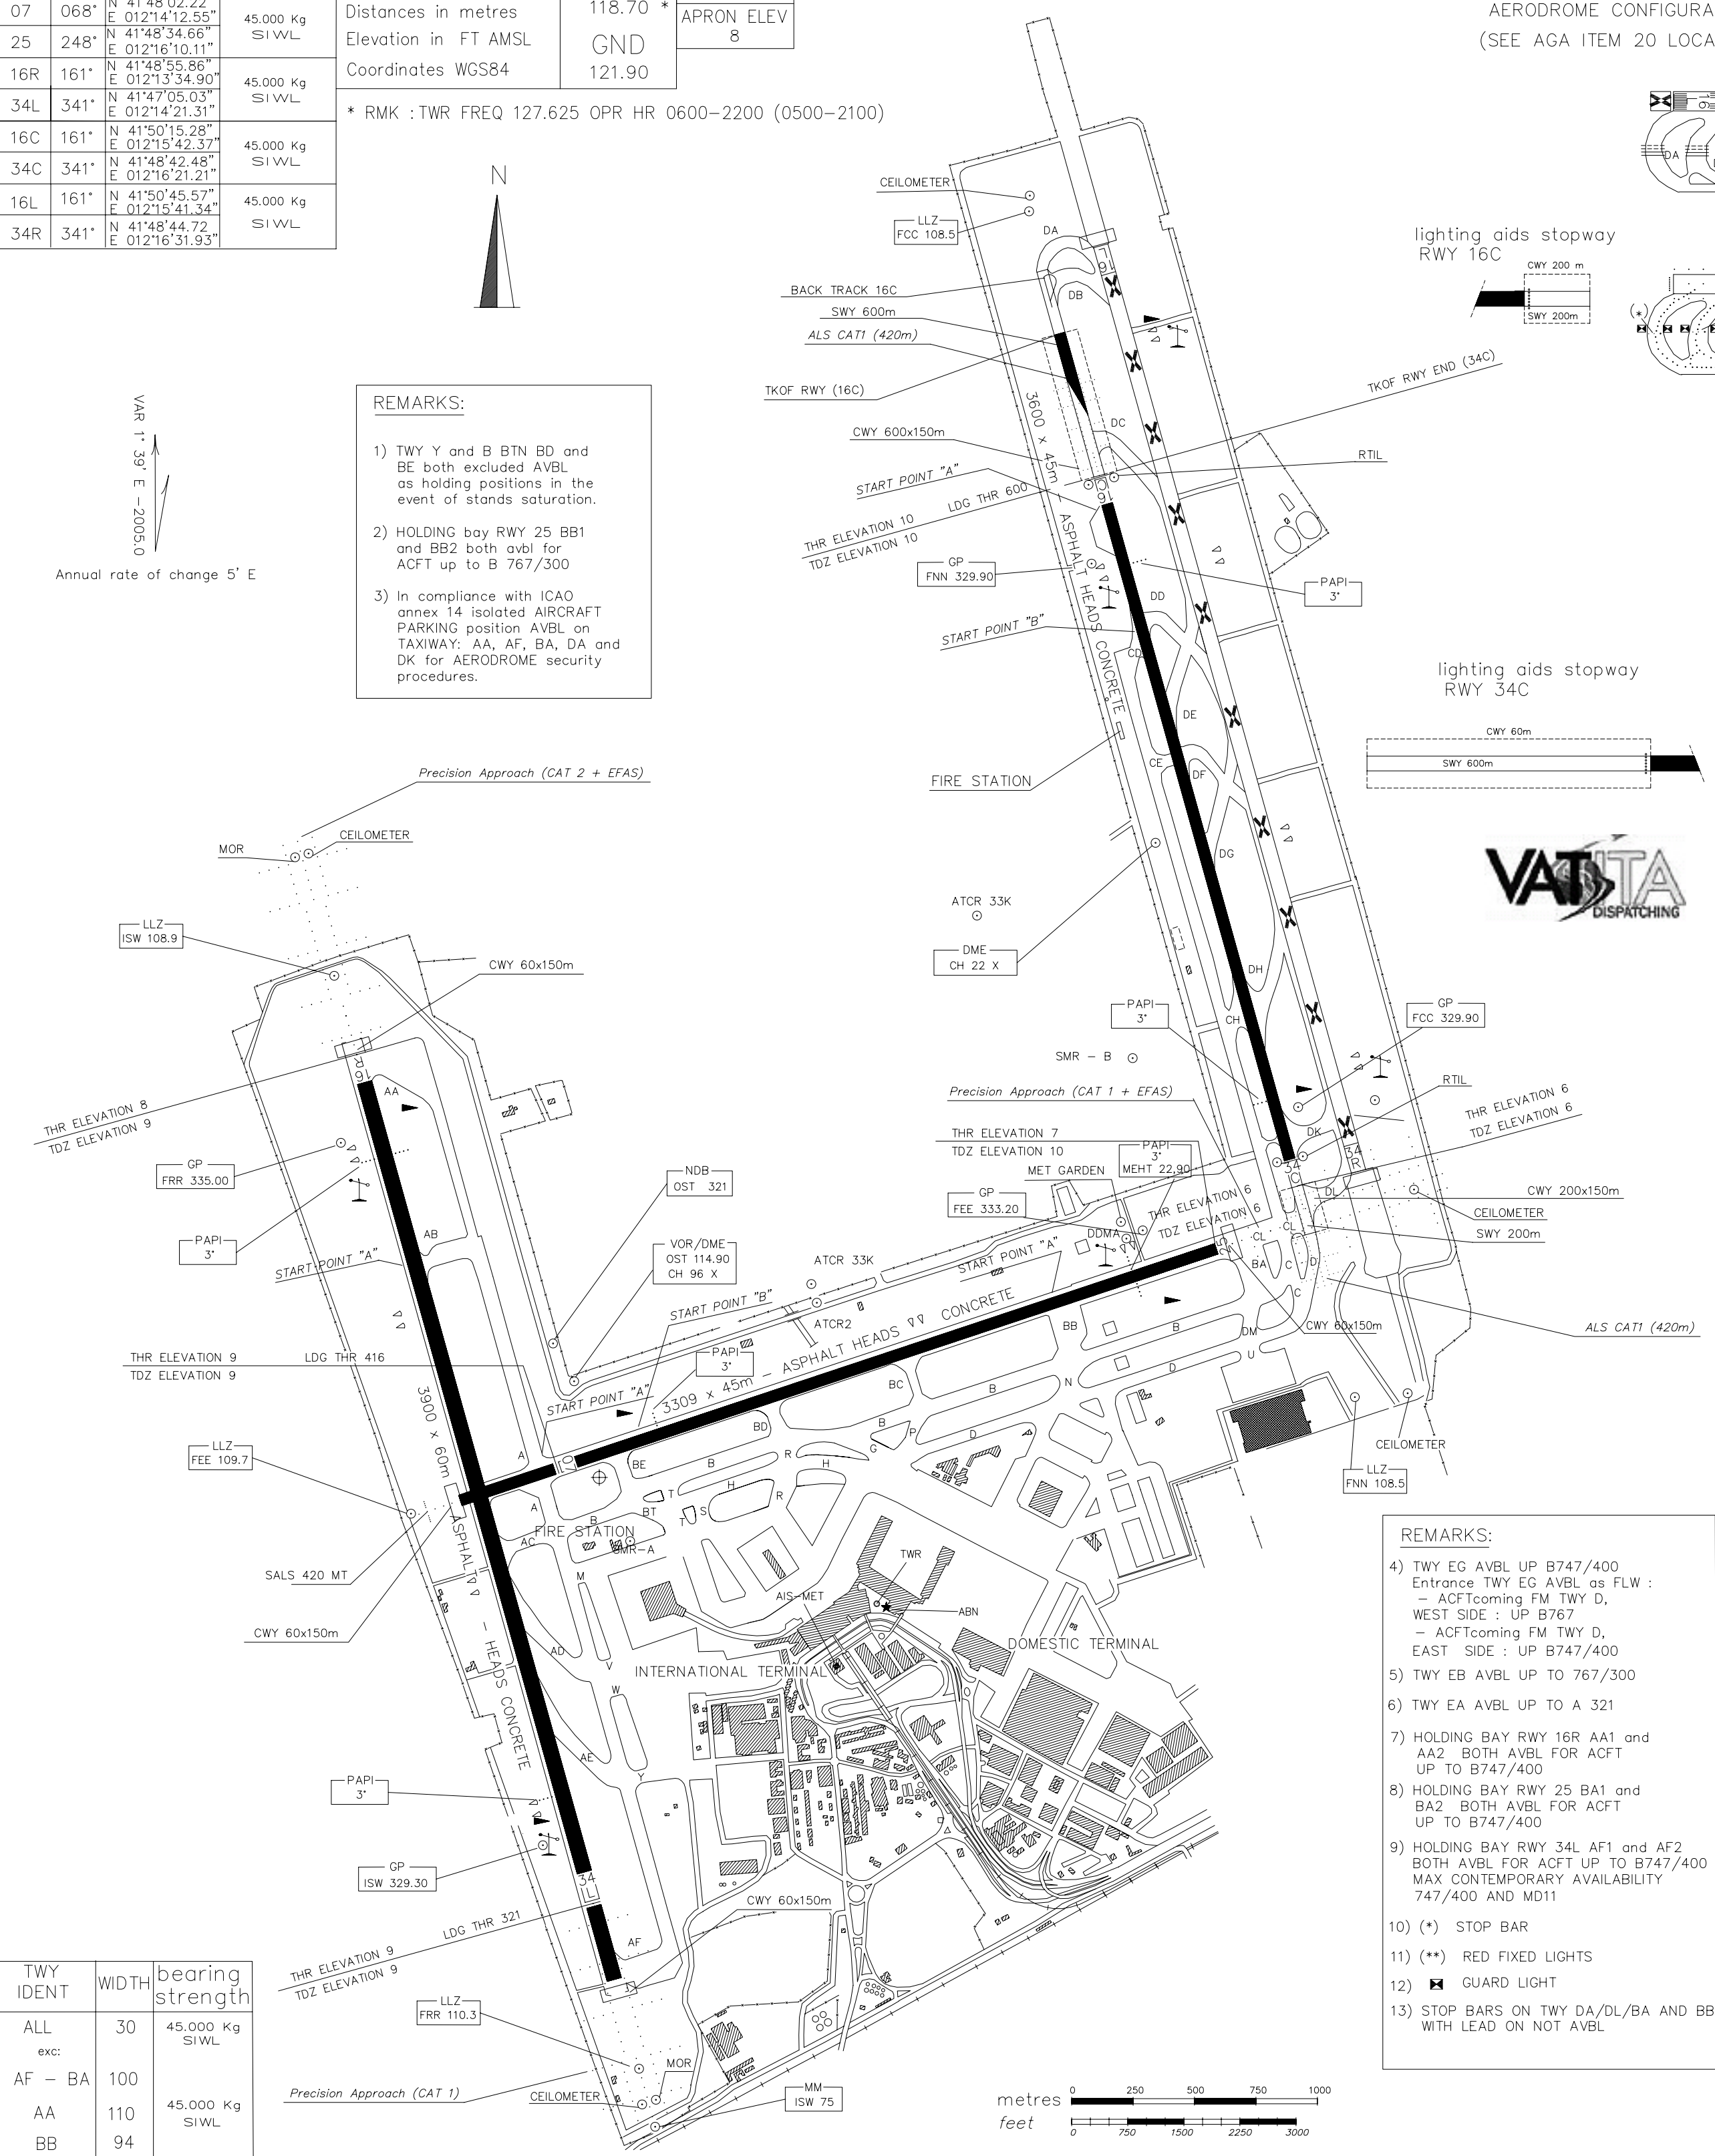 07 068° N 41°48'02.22"
E 012°14'12.55"
45.000 Kg
SIWL
25 248° N 41°48'34.66"
E 012°16'10.11"
16R 161° N 41°48'55.86"
E 012°13'34.90"
45.000 Kg
SIWL
34L 341° N 41°47'05.03"
E 012°14'21.31"
16C 161° N 41°50'15.28"
E 012°15'42.37"
45.000 Kg
SIWL
34C 341° N 41°48'42.48"
E 012°16'21.21"
16L 161° N 41°50'45.57"
E 012°15'41.34"
45.000 Kg
SIWL
34R 341° N 41°48'44.72
E 012°16'31.93"
Distances in metres
Elevation in FT AMSL
Coordinates WGS84
118.70 *
GND
121.90
APRON ELEV
8
* RMK :TWR FREQ 127.625 OPR HR 0600-2200 (0500-2100)
AERODROME CONFIGURA
(SEE AGA ITEM 20 LOCA
16
DA
N
VAR 1° 39' E -2005.0
Annual rate of change 5' E
REMARKS:
1) TWY Y and B BTN BD and
BE both excluded AVBL
as holding positions in the
event of stands saturation.
2) HOLDING bay RWY 25 BB1
and BB2 both avbl for
ACFT up to B 767/300
3) In compliance with ICAO
annex 14 isolated AIRCRAFT
PARKING position AVBL on
TAXIWAY: AA, AF, BA, DA and
DK for AERODROME security
procedures.
lighting aids stopway
RWY 16C
CWY 200 m
SWY 200m
(*)
lighting aids stopway
RWY 34C
CWY 60m
SWY 600m
VATITA
DISPATCHING
CEILOMETER
LLZ
FCC 108.5
DA
BACK TRACK 16C
DB
SWY 600m
ALS CAT1 (420m)
TKOF RWY (16C)
TKOF RWY END (34C)
DC
CWY 600x150m
RTIL
START POINT "A"
LDG THR 600
THR ELEVATION 10
TDZ ELEVATION 10
3600 x 45m - ASPHALT HEADS CONCRETE
GP
FNN 329.90
PAPI
3°
DD
START POINT "B"
CD
DE
CE
DF
FIRE STATION
DG
ATCR 33K
DME
CH 22 X
DH
PAPI
3°
CH
GP
FCC 329.90
SMR - B
Precision Approach (CAT 1 + EFAS)
RTIL
THR ELEVATION 6
TDZ ELEVATION 6
THR ELEVATION 7
TDZ ELEVATION 10
PAPI
3°
MEHT 22,90
MET GARDEN
DK
34
C
34
R
DL
GP
FEE 333.20
DDMA
THR ELEVATION 6
TDZ ELEVATION 6
CWY 200x150m
CEILOMETER
SWY 200m
CL
CL
25
BA
C
D
C
START POINT "A"
ALS CAT1 (420m)
CWY 60x150m
Precision Approach (CAT 2 + EFAS)
MOR
CEILOMETER
LLZ
ISW 108.9
CWY 60x150m
16
R
AA
THR ELEVATION 8
TDZ ELEVATION 9
GP
FRR 335.00
NDB
OST 321
AB
PAPI
3°
START POINT "A"
VOR/DME
OST 114.90
CH 96 X
ATCR 33K
START POINT "B"
ATCR2
BB
B
DM
U
D
N
THR ELEVATION 9
TDZ ELEVATION 9
LDG THR 416
PAPI
3°
3309 x 45m - ASPHALT HEADS CONCRETE
START POINT "A"
BC
B
BD
B
P
D
G
3900 x 60m - ASPHALT - HEADS CONCRETE
LLZ
FEE 109.7
A
07
BE
B
R
H
H
R
T
BT
T
S
A
B
AC
FIRE STATION
SMR-A
CEILOMETER
LLZ
FNN 108.5
SALS 420 MT
M
CWY 60x150m
AD
V
W
TWR
AIS-MET
ABN
DOMESTIC TERMINAL
INTERNATIONAL TERMINAL
AE
Y
PAPI
3°
GP
ISW 329.30
34
L
CWY 60x150m
LDG THR 321
AF
THR ELEVATION 9
TDZ ELEVATION 9
LLZ
FRR 110.3
MOR
Precision Approach (CAT 1)
CEILOMETER
MM
ISW 75
REMARKS:
4) TWY EG AVBL UP B747/400
Entrance TWY EG AVBL as FLW :
- ACFTcoming FM TWY D,
WEST SIDE : UP B767
- ACFTcoming FM TWY D,
EAST SIDE : UP B747/400
5) TWY EB AVBL UP TO 767/300
6) TWY EA AVBL UP TO A 321
7) HOLDING BAY RWY 16R AA1 and
AA2 BOTH AVBL FOR ACFT
UP TO B747/400
8) HOLDING BAY RWY 25 BA1 and
BA2 BOTH AVBL FOR ACFT
UP TO B747/400
9) HOLDING BAY RWY 34L AF1 and AF2
BOTH AVBL FOR ACFT UP TO B747/400
MAX CONTEMPORARY AVAILABILITY
747/400 AND MD11
10) (*) STOP BAR
11) (**) RED FIXED LIGHTS
12) GUARD LIGHT
13) STOP BARS ON TWY DA/DL/BA AND BB
WITH LEAD ON NOT AVBL
TWY
IDENT
WIDTH
bearing
strength
ALL 30 45.000 Kg
SIWL
exc:
AF - BA 100
AA 110 45.000 Kg
SIWL
BB 94
metres 0 250 500 750 1000
feet 0 750 1500 2250 3000